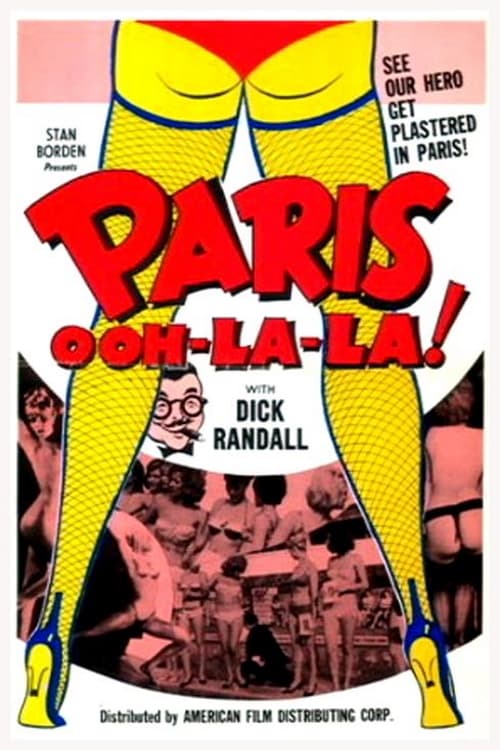 SEE
OUR HERO
GET
PLASTERED
IN PARIS!
STAN
BORDEN
Presents
PARIS
OOH-LA-LA!
WITH
DICK
RANDALL
Distributed by AMERICAN FILM DISTRIBUTING CORP.